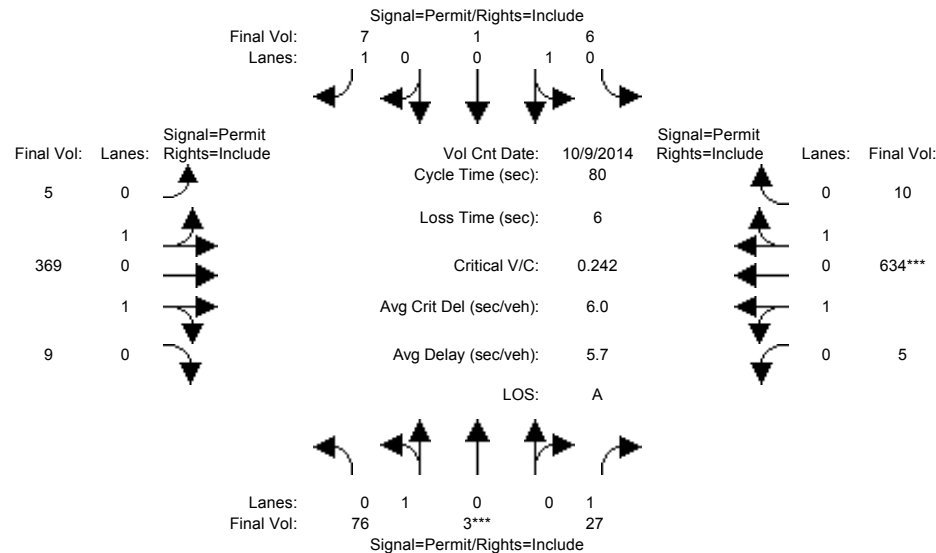 Signal=Permit/Rights=Include
Final Vol: 7 1 6
Lanes: 1 0 0 1 0
Signal=Permit Signal=Permit
Final Vol: Lanes: Rights=Include Vol Cnt Date: 10/9/2014 Rights=Include Lanes: Final Vol:
Cycle Time (sec): 80
5 0 0 10
Loss Time (sec): 6
1 1
369 0 Critical V/C: 0.242 0 634***
1 Avg Crit Del (sec/veh): 6.0 1
9 0 Avg Delay (sec/veh): 5.7 0 5
LOS: A
Lanes: 0 1 0 0 1
Final Vol: 76 3*** 27
Signal=Permit/Rights=Include